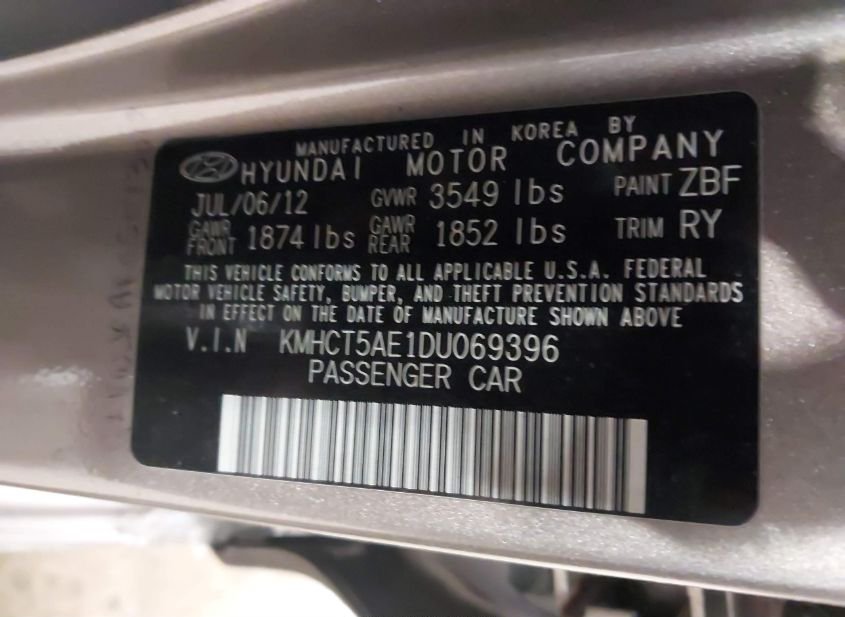 MANUFACTURED IN KOREA BY
HYUNDAI MOTOR COMPANY
JUL/06/12 GVWR 3549 lbs PAINT ZBF
GAWR FRONT 1874 lbs GAWR REAR 1852 lbs TRIM RY
THIS VEHICLE CONFORMS TO ALL APPLICABLE U.S.A. FEDERAL
MOTOR VEHICLE SAFETY, BUMPER, AND THEFT PREVENTION STANDARDS
IN EFFECT ON THE DATE OF MANUFACTURE SHOWN ABOVE
V.I.N KMHCT5AE1DU069396
PASSENGER CAR